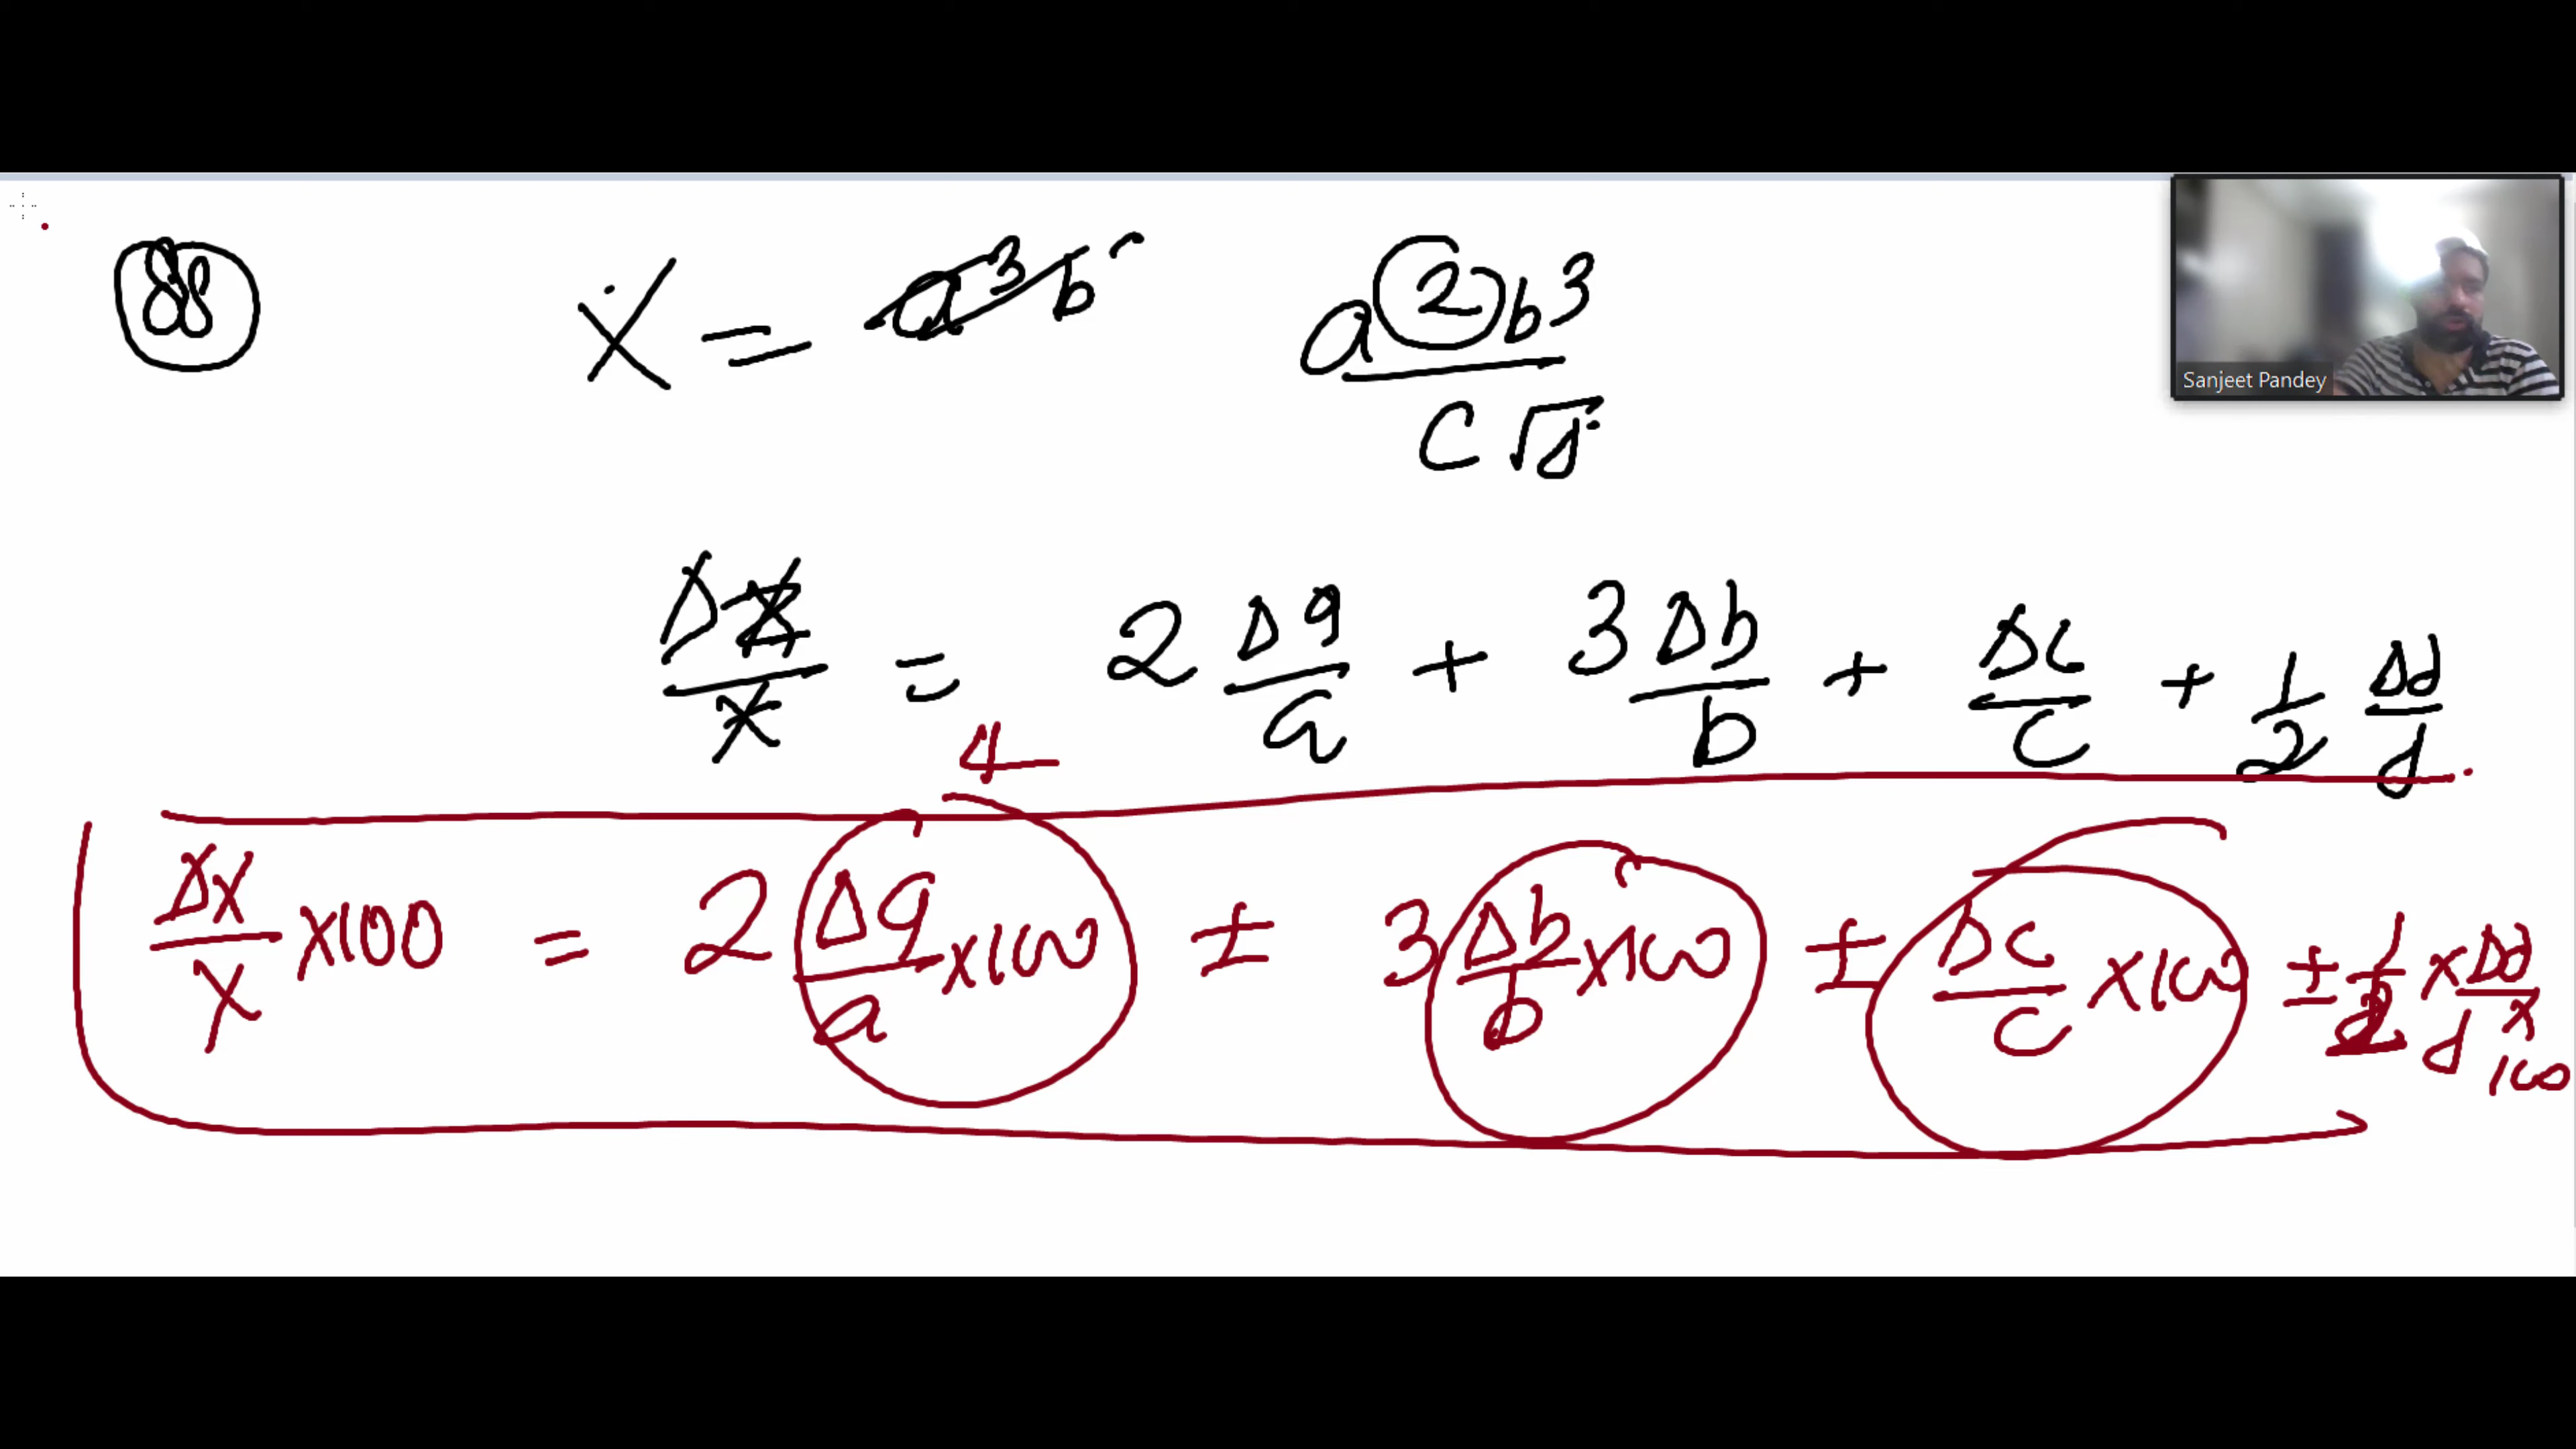 88 X = a³b a²b³ / c√d
Sanjeet Pandey
Δx/x = 2 Δa/a + 3 Δb/b + Δc/c + 1/2 Δd/d
4
Δx/x ×100 = 2 Δa/a ×100 ± 3 Δb/b ×100 ± Δc/c ×100 ± 1/2 × Δd/d × 100